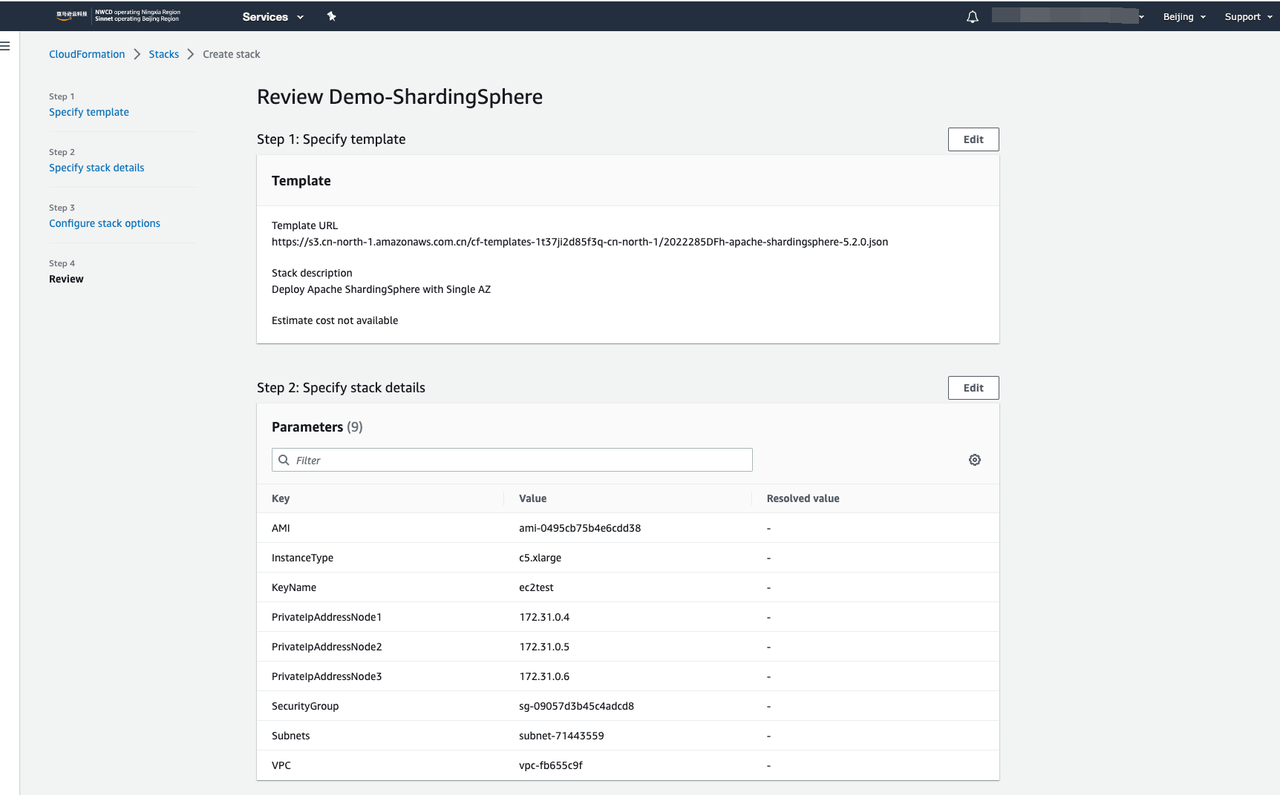 NWCD operating Ningxia Region
Sinnet operating Beijing Region
Services
Beijing
Support
CloudFormation
Stacks
Create stack
Step 1
Specify template
Step 2
Specify stack details
Step 3
Configure stack options
Step 4
Review
Review Demo-ShardingSphere
Step 1: Specify template
Edit
Template
Template URL
https://s3.cn-north-1.amazonaws.com.cn/cf-templates-1t37ji2d85f3q-cn-north-1/2022285DFh-apache-shardingsphere-5.2.0.json
Stack description
Deploy Apache ShardingSphere with Single AZ
Estimate cost not available
Step 2: Specify stack details
Edit
Parameters (9)
Filter
Key Value Resolved value
AMI ami-0495cb75b4e6cdd38 -
InstanceType c5.xlarge -
KeyName ec2test -
PrivateIpAddressNode1 172.31.0.4 -
PrivateIpAddressNode2 172.31.0.5 -
PrivateIpAddressNode3 172.31.0.6 -
SecurityGroup sg-09057d3b45c4adcd8 -
Subnets subnet-71443559 -
VPC vpc-fb655c9f -